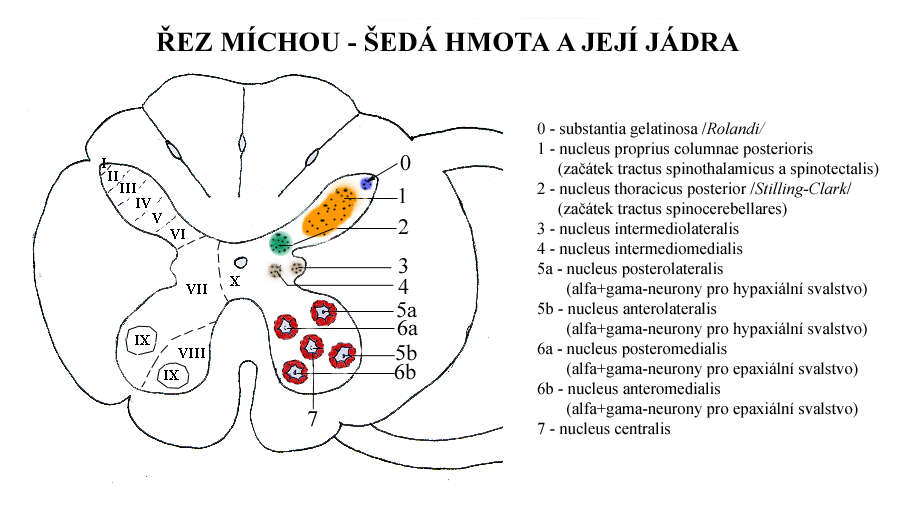 ŘEZ MÍCHOU - ŠEDÁ HMOTA A JEJÍ JÁDRA
0 - substantia gelatinosa /Rolandi/
1 - nucleus proprius columnae posterioris
(začátek tractus spinothalamicus a spinotectalis)
2 - nucleus thoracicus posterior /Stilling-Clark/
(začátek tractus spinocerebellares)
3 - nucleus intermediolateralis
4 - nucleus intermediomedialis
5a - nucleus posterolateralis
(alfa+gama-neurony pro hypaxiální svalstvo)
5b - nucleus anterolateralis
(alfa+gama-neurony pro hypaxiální svalstvo)
6a - nucleus posteromedialis
(alfa+gama-neurony pro epaxiální svalstvo)
6b - nucleus anteromedialis
(alfa+gama-neurony pro epaxiální svalstvo)
7 - nucleus centralis
I
II
III
IV
V
VI
VII
X
VIII
IX
IX
0
1
2
3
4
5a
6a
5b
6b
7